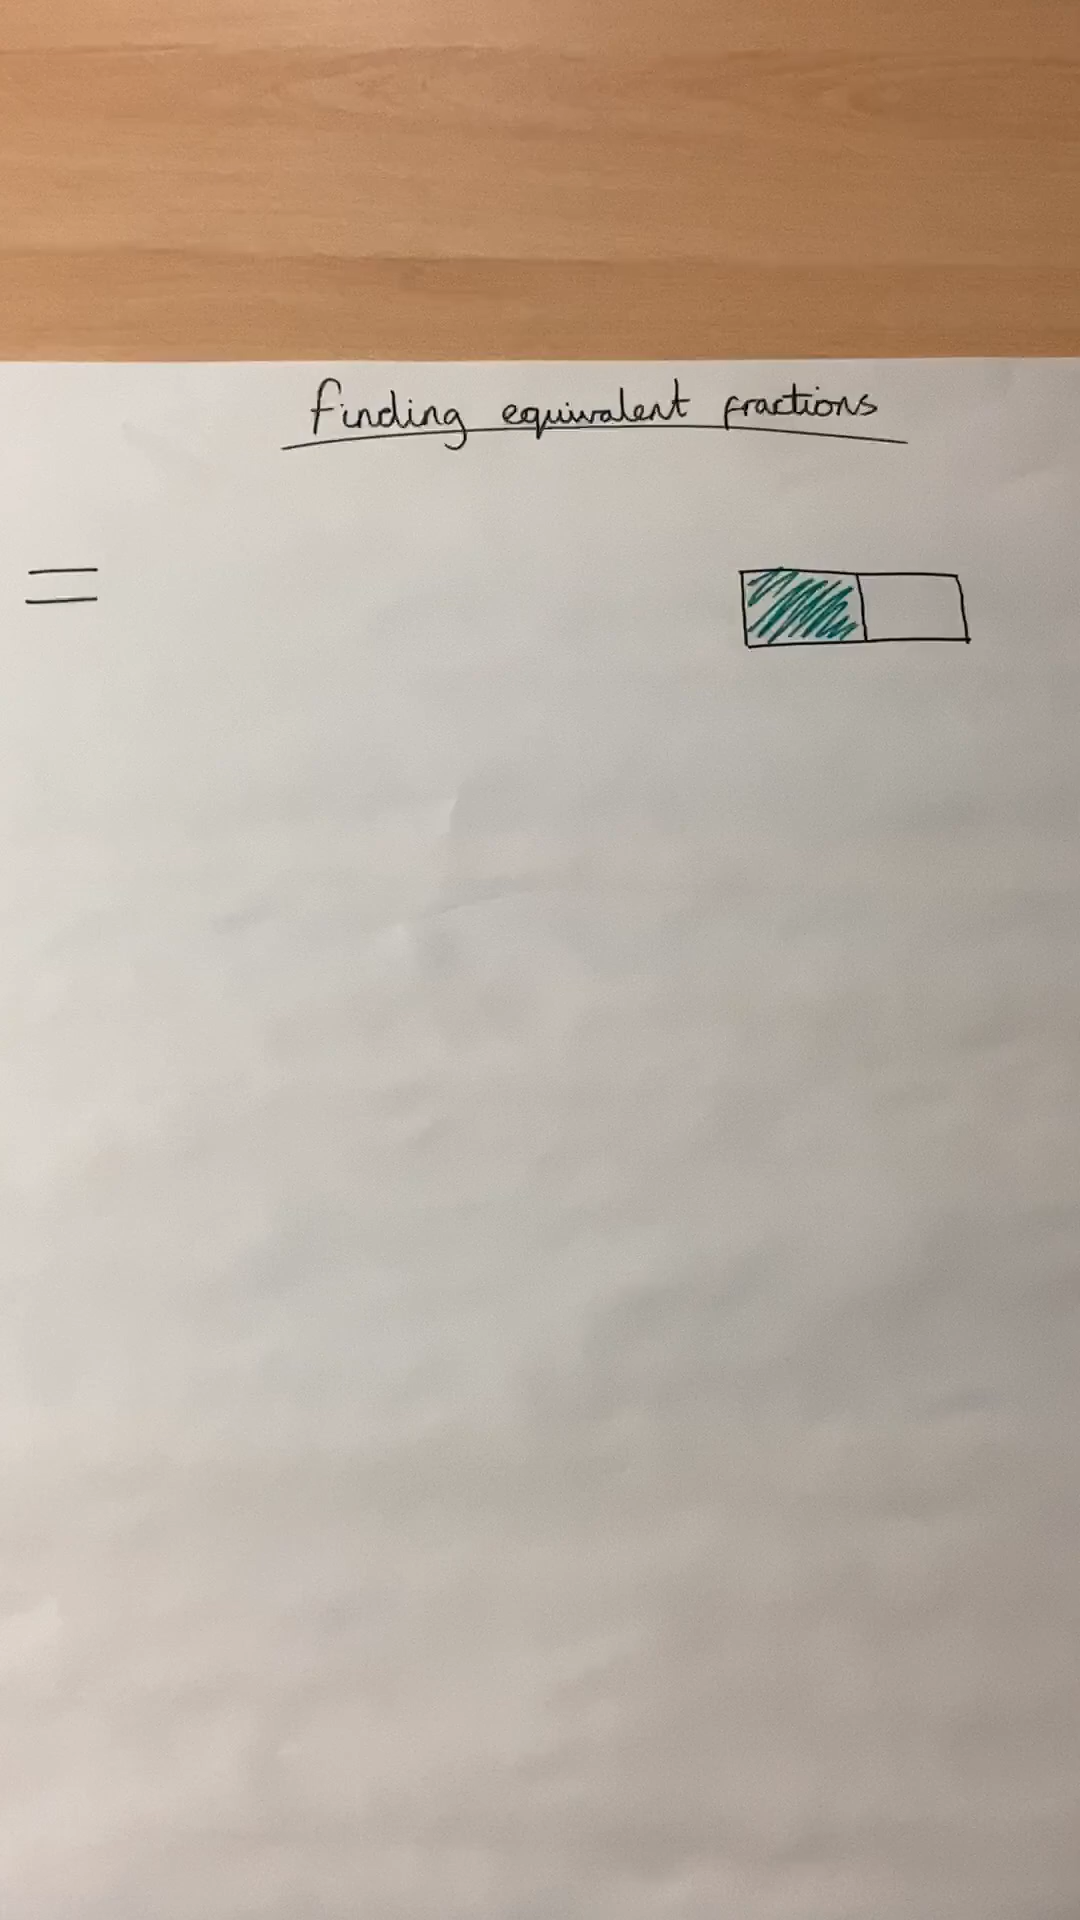 finding equivalent fractions
=